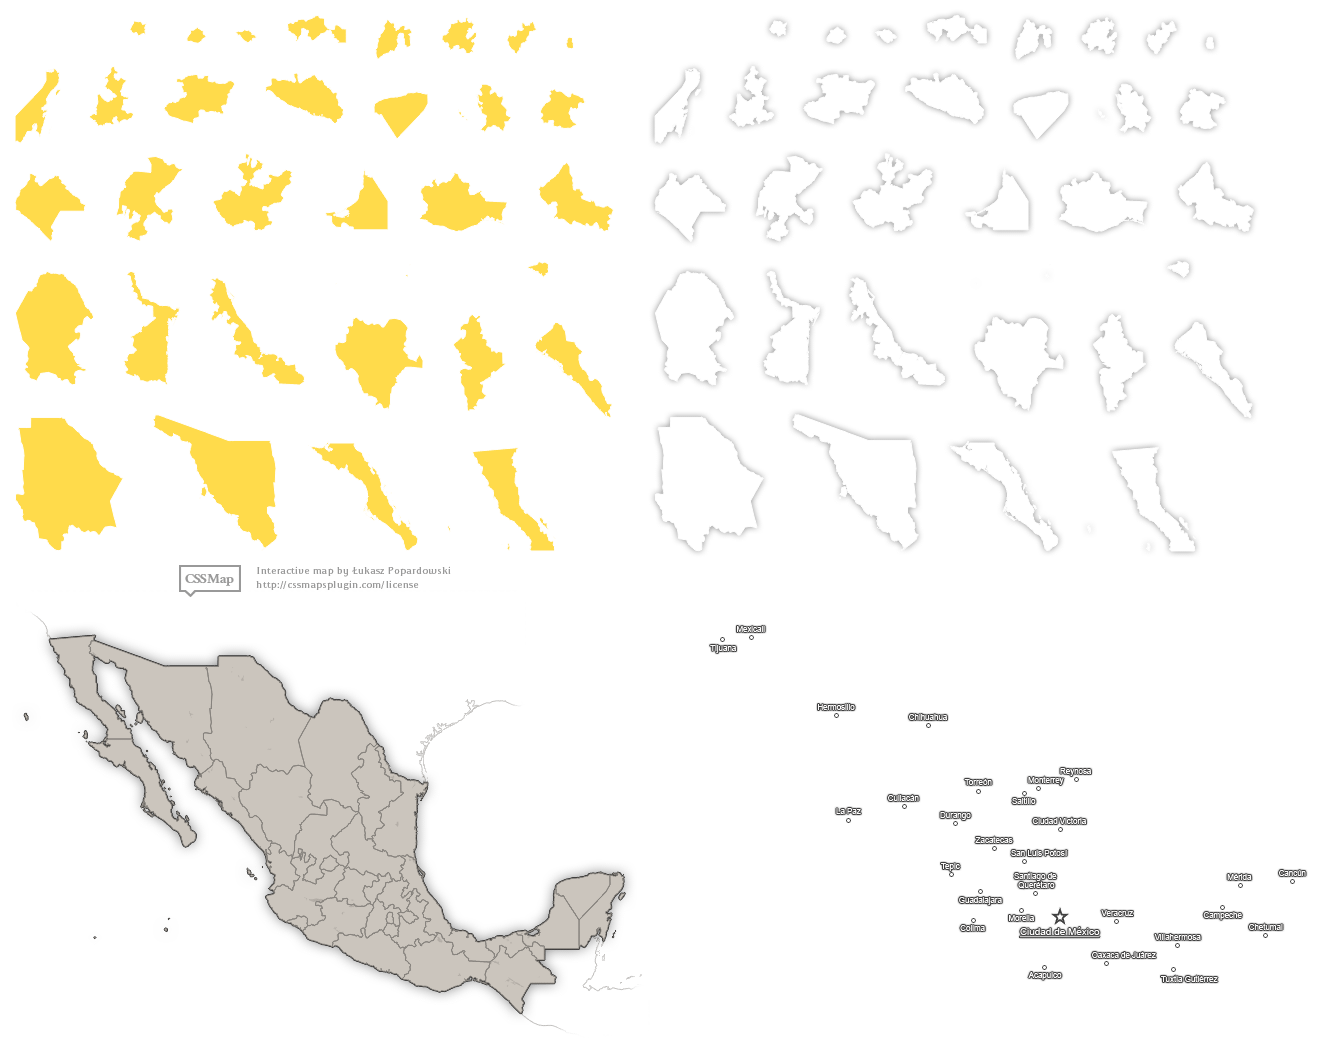 CSSMap
Interactive map by Łukasz Popardowski
http://cssmapsplugin.com/license
Mexicali
Tijuana
Hermosillo
Chihuahua
Reynosa
Torreón
Monterrey
Culiacán
Saltillo
La Paz
Durango
Ciudad Victoria
Zacatecas
San Luis Potosí
Tepic
Santiago de
Querétaro
Cancún
Mérida
Guadalajara
Morelia
Veracruz
Campeche
Colima
Ciudad de México
Chetumal
Villahermosa
Oaxaca de Juárez
Acapulco
Tuxtla Gutiérrez